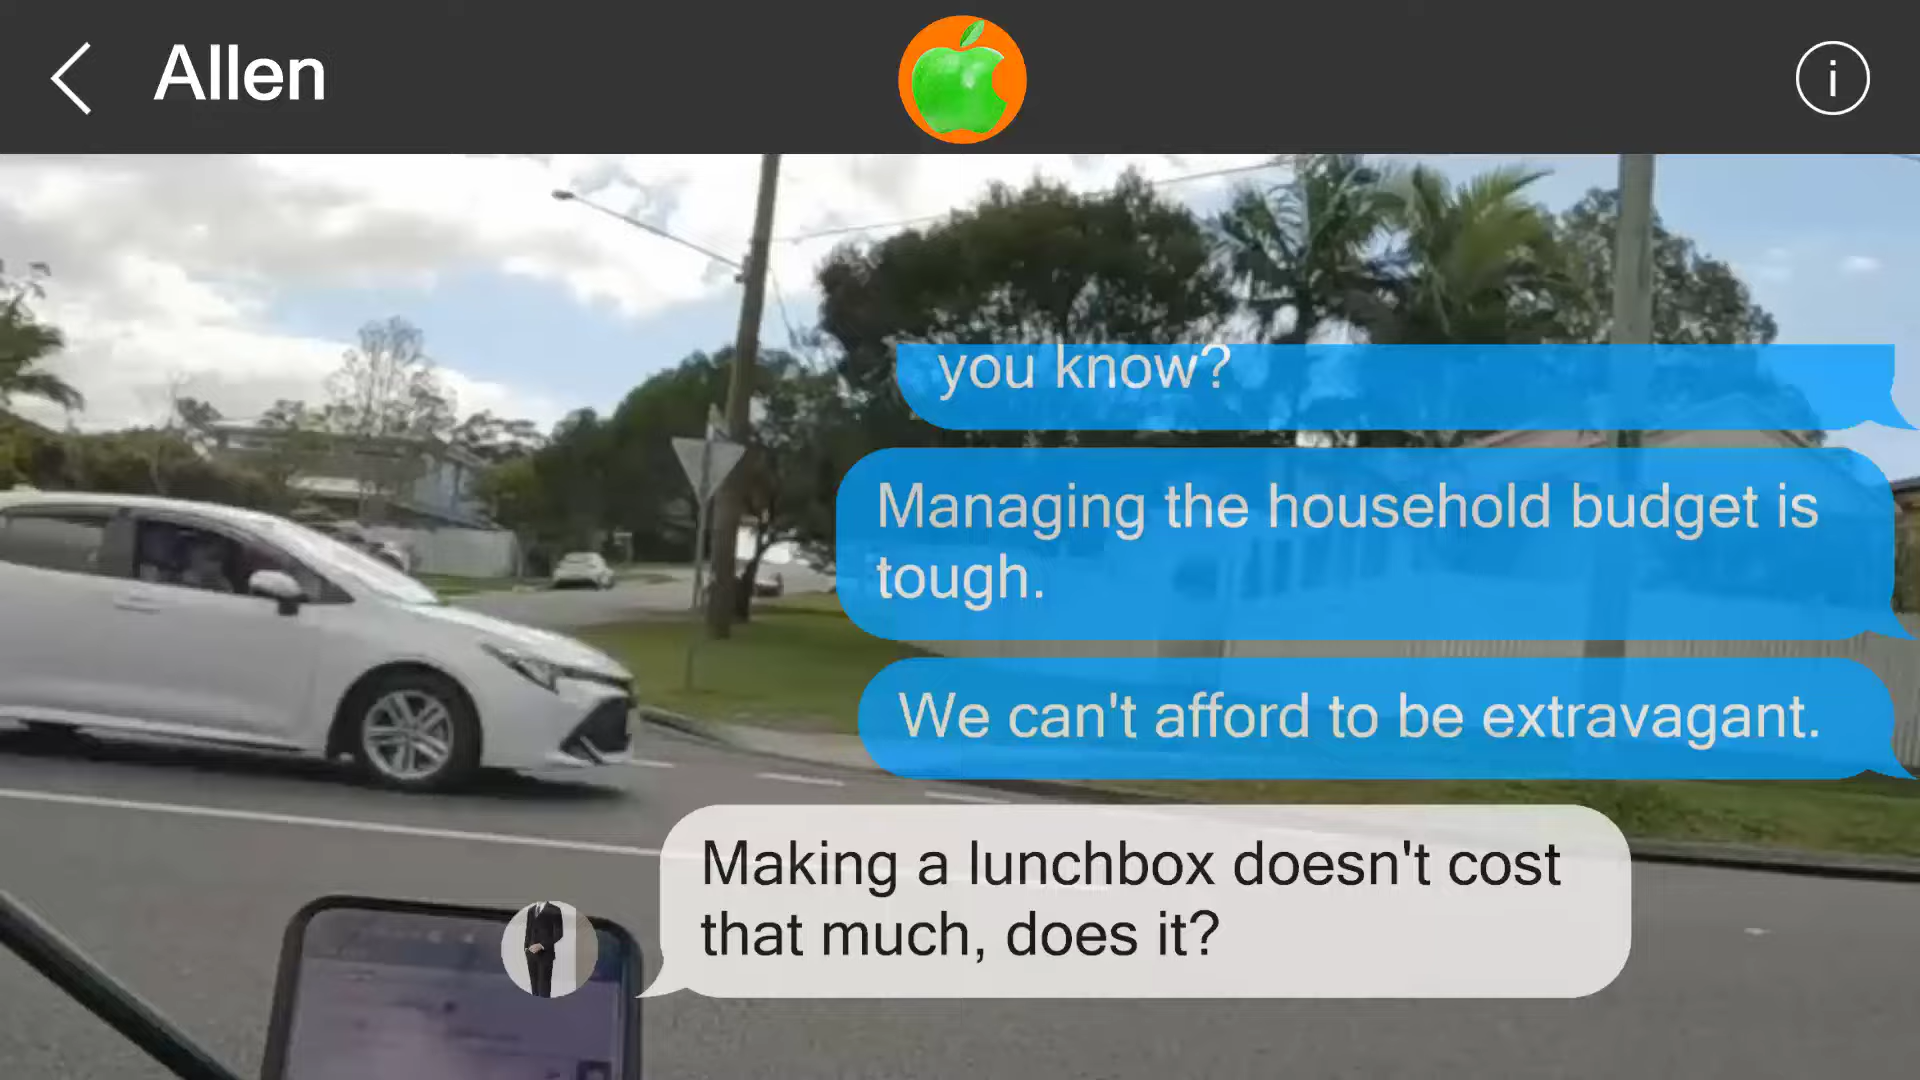 Allen
you know?
Managing the household budget is
tough.
We can't afford to be extravagant.
Making a lunchbox doesn't cost
that much, does it?